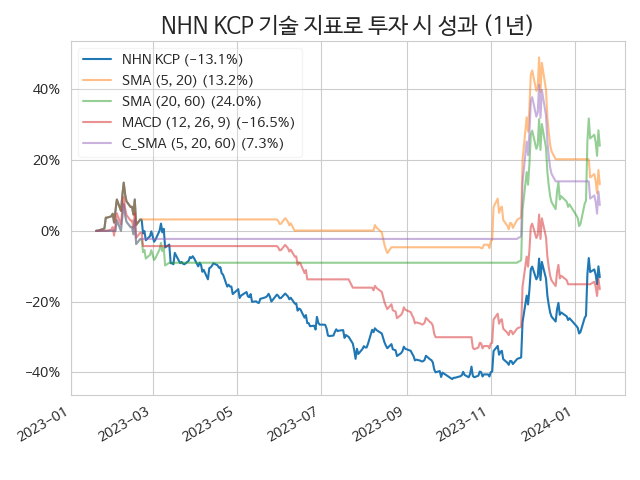 NHN KCP 기술 지표로 투자 시 성과 (1년)
NHN KCP (−13.1%)
SMA (5, 20) (13.2%)
SMA (20, 60) (24.0%)
MACD (12, 26, 9) (−16.5%)
C_SMA (5, 20, 60) (7.3%)
40%
20%
0%
−20%
−40%
2023−01
2023−03
2023−05
2023−07
2023−09
2023−11
2024−01